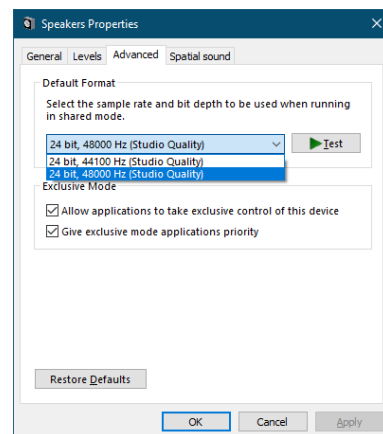 Speakers Properties
General Levels Advanced Spatial sound
Default Format
Select the sample rate and bit depth to be used when running
in shared mode.
24 bit, 48000 Hz (Studio Quality)
Test
24 bit, 44100 Hz (Studio Quality)
24 bit, 48000 Hz (Studio Quality)
Exclusive Mode
Allow applications to take exclusive control of this device
Give exclusive mode applications priority
Restore Defaults
OK Cancel Apply